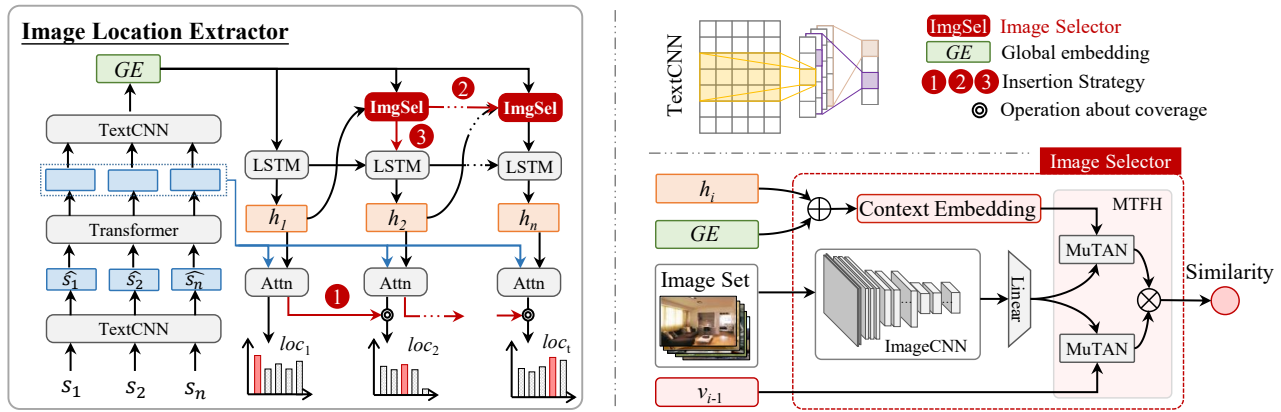 Image Location Extractor
GE
TextCNN
Transformer
ŝ₁ ŝ₂ ŝₙ
TextCNN
s₁ s₂ sₙ
ImgSel
2
ImgSel
3
LSTM
LSTM
LSTM
h₁
h₂
hₙ
Attn
1
Attn
Attn
loc₁
loc₂
locₜ
TextCNN
ImgSel Image Selector
GE Global embedding
1 2 3 Insertion Strategy
Operation about coverage
Image Selector
hᵢ
GE
Context Embedding
MTFH
MuTAN
Image Set
ImageCNN
Linear
Similarity
MuTAN
vᵢ₋₁